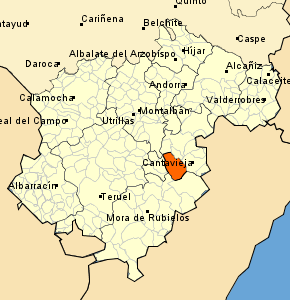 Quinto
Cariñena
Belchite
atayud
Caspe
Albalate del Arzobispo
Hijar
Daroca
Alcañiz
Calaceite
Andorra
Calamocha
Valderrobres
Montalbán
eal del Campo
Utrillas
Cantavieja
Albarracín
Teruel
Mora de Rubielos